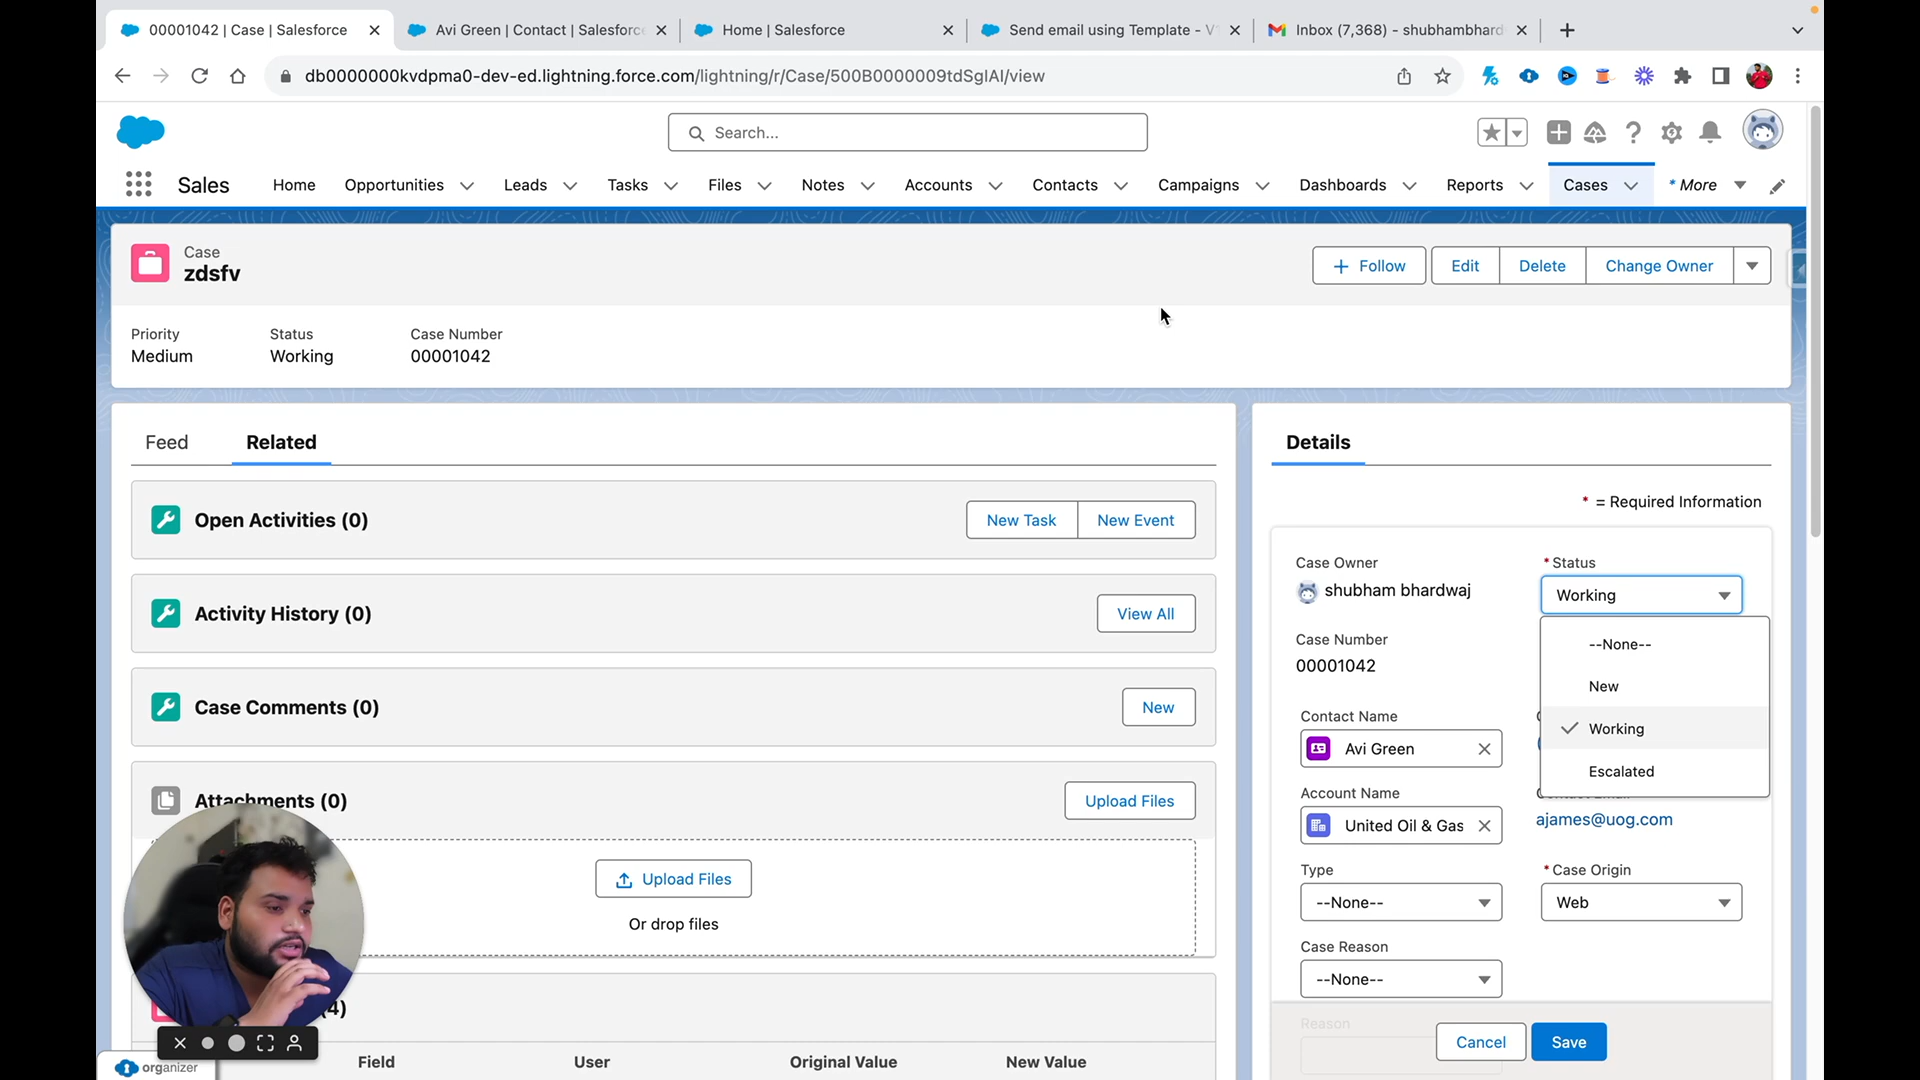 00001042 | Case | Salesforce
Avi Green | Contact | Salesforce
Home | Salesforce
Send email using Template - V
Inbox (7,368) - shubhambhard
db0000000kvdpma0-dev-ed.lightning.force.com/lightning/r/Case/500B0000009tdSgIAI/view
Search...
Sales
Home
Opportunities
Leads
Tasks
Files
Notes
Accounts
Contacts
Campaigns
Dashboards
Reports
Cases
* More
Case
zdsfv
+ Follow
Edit
Delete
Change Owner
Priority
Medium
Status
Working
Case Number
00001042
Feed
Related
Open Activities (0)
New Task
New Event
Activity History (0)
View All
Case Comments (0)
New
Attachments (0)
Upload Files
Upload Files
Or drop files
4)
Field
User
Original Value
New Value
organizer
Details
* = Required Information
Case Owner
shubham bhardwaj
* Status
Working
--None--
New
Working
Escalated
Case Number
00001042
Contact Name
Avi Green
Account Name
United Oil & Gas
ajames@uog.com
Type
--None--
* Case Origin
Web
Case Reason
--None--
Reason
Cancel
Save